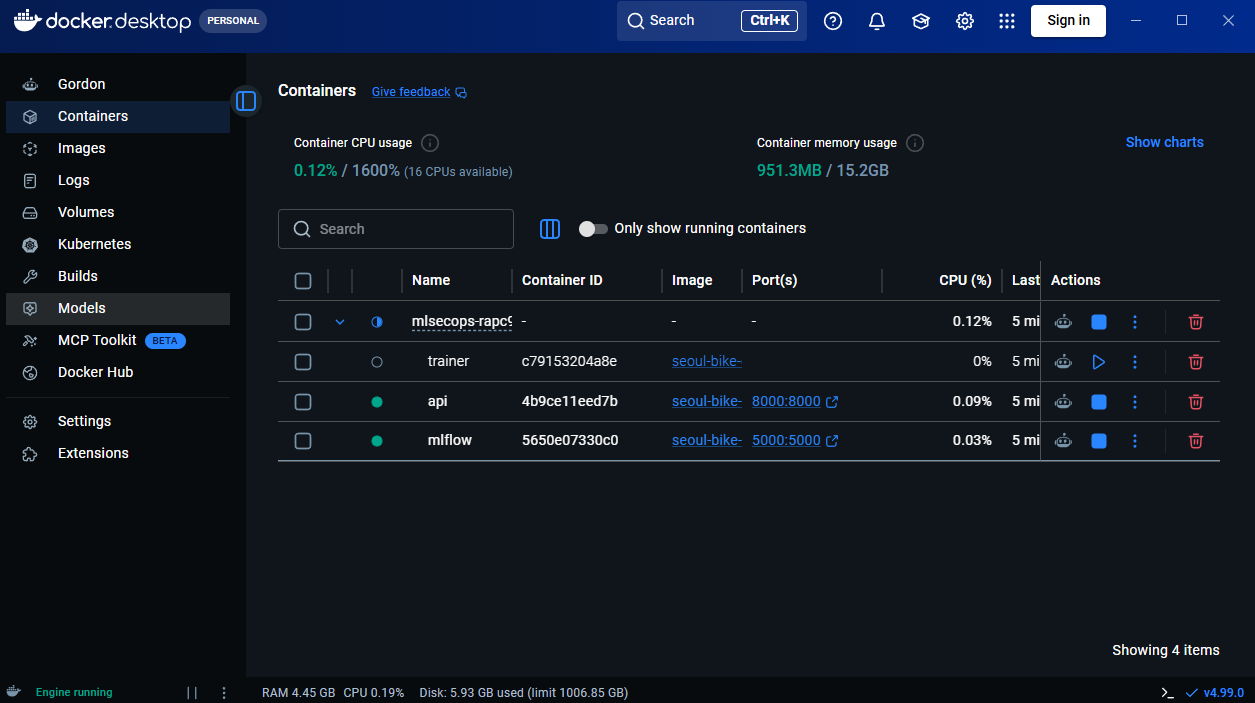 docker.desktop PERSONAL Search Ctrl+K Sign in
Gordon
Containers
Images
Logs
Volumes
Kubernetes
Builds
Models
MCP Toolkit BETA
Docker Hub
Settings
Extensions
Containers Give feedback
Container CPU usage Container memory usage Show charts
0.12% / 1600% (16 CPUs available) 951.3MB / 15.2GB
Search Only show running containers
Name Container ID Image Port(s) CPU (%) Last Actions
mlsecops-rapc9 - - - 0.12% 5 mi
trainer c79153204a8e seoul-bike- 0% 5 mi
api 4b9ce11eed7b seoul-bike- 8000:8000 0.09% 5 mi
mlflow 5650e07330c0 seoul-bike- 5000:5000 0.03% 5 mi
Showing 4 items
Engine running RAM 4.45 GB CPU 0.19% Disk: 5.93 GB used (limit 1006.85 GB) v4.99.0